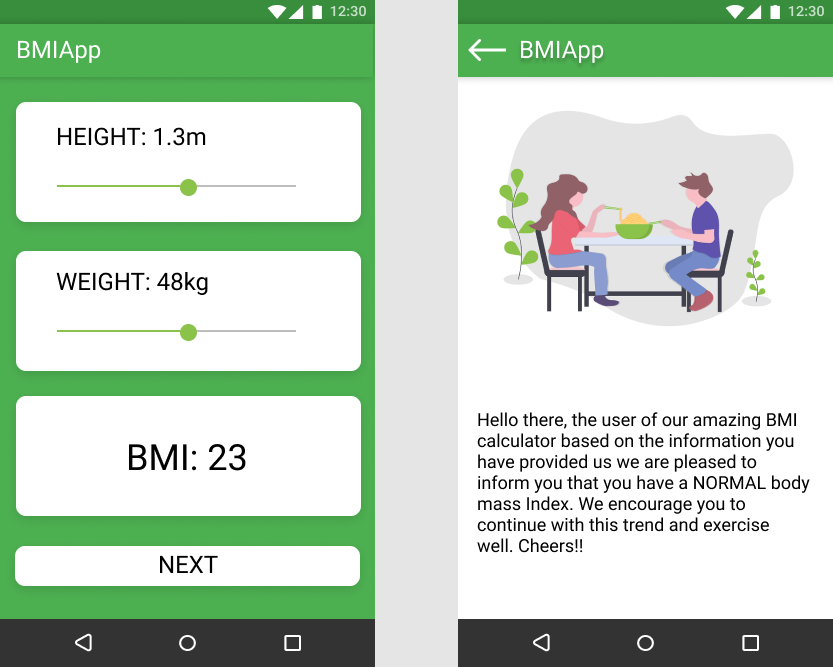 12:30
BMIApp
HEIGHT: 1.3m
WEIGHT: 48kg
BMI: 23
NEXT
12:30
BMIApp
Hello there, the user of our amazing BMI
calculator based on the information you
have provided us we are pleased to
inform you that you have a NORMAL body
mass Index. We encourage you to
continue with this trend and exercise
well. Cheers!!